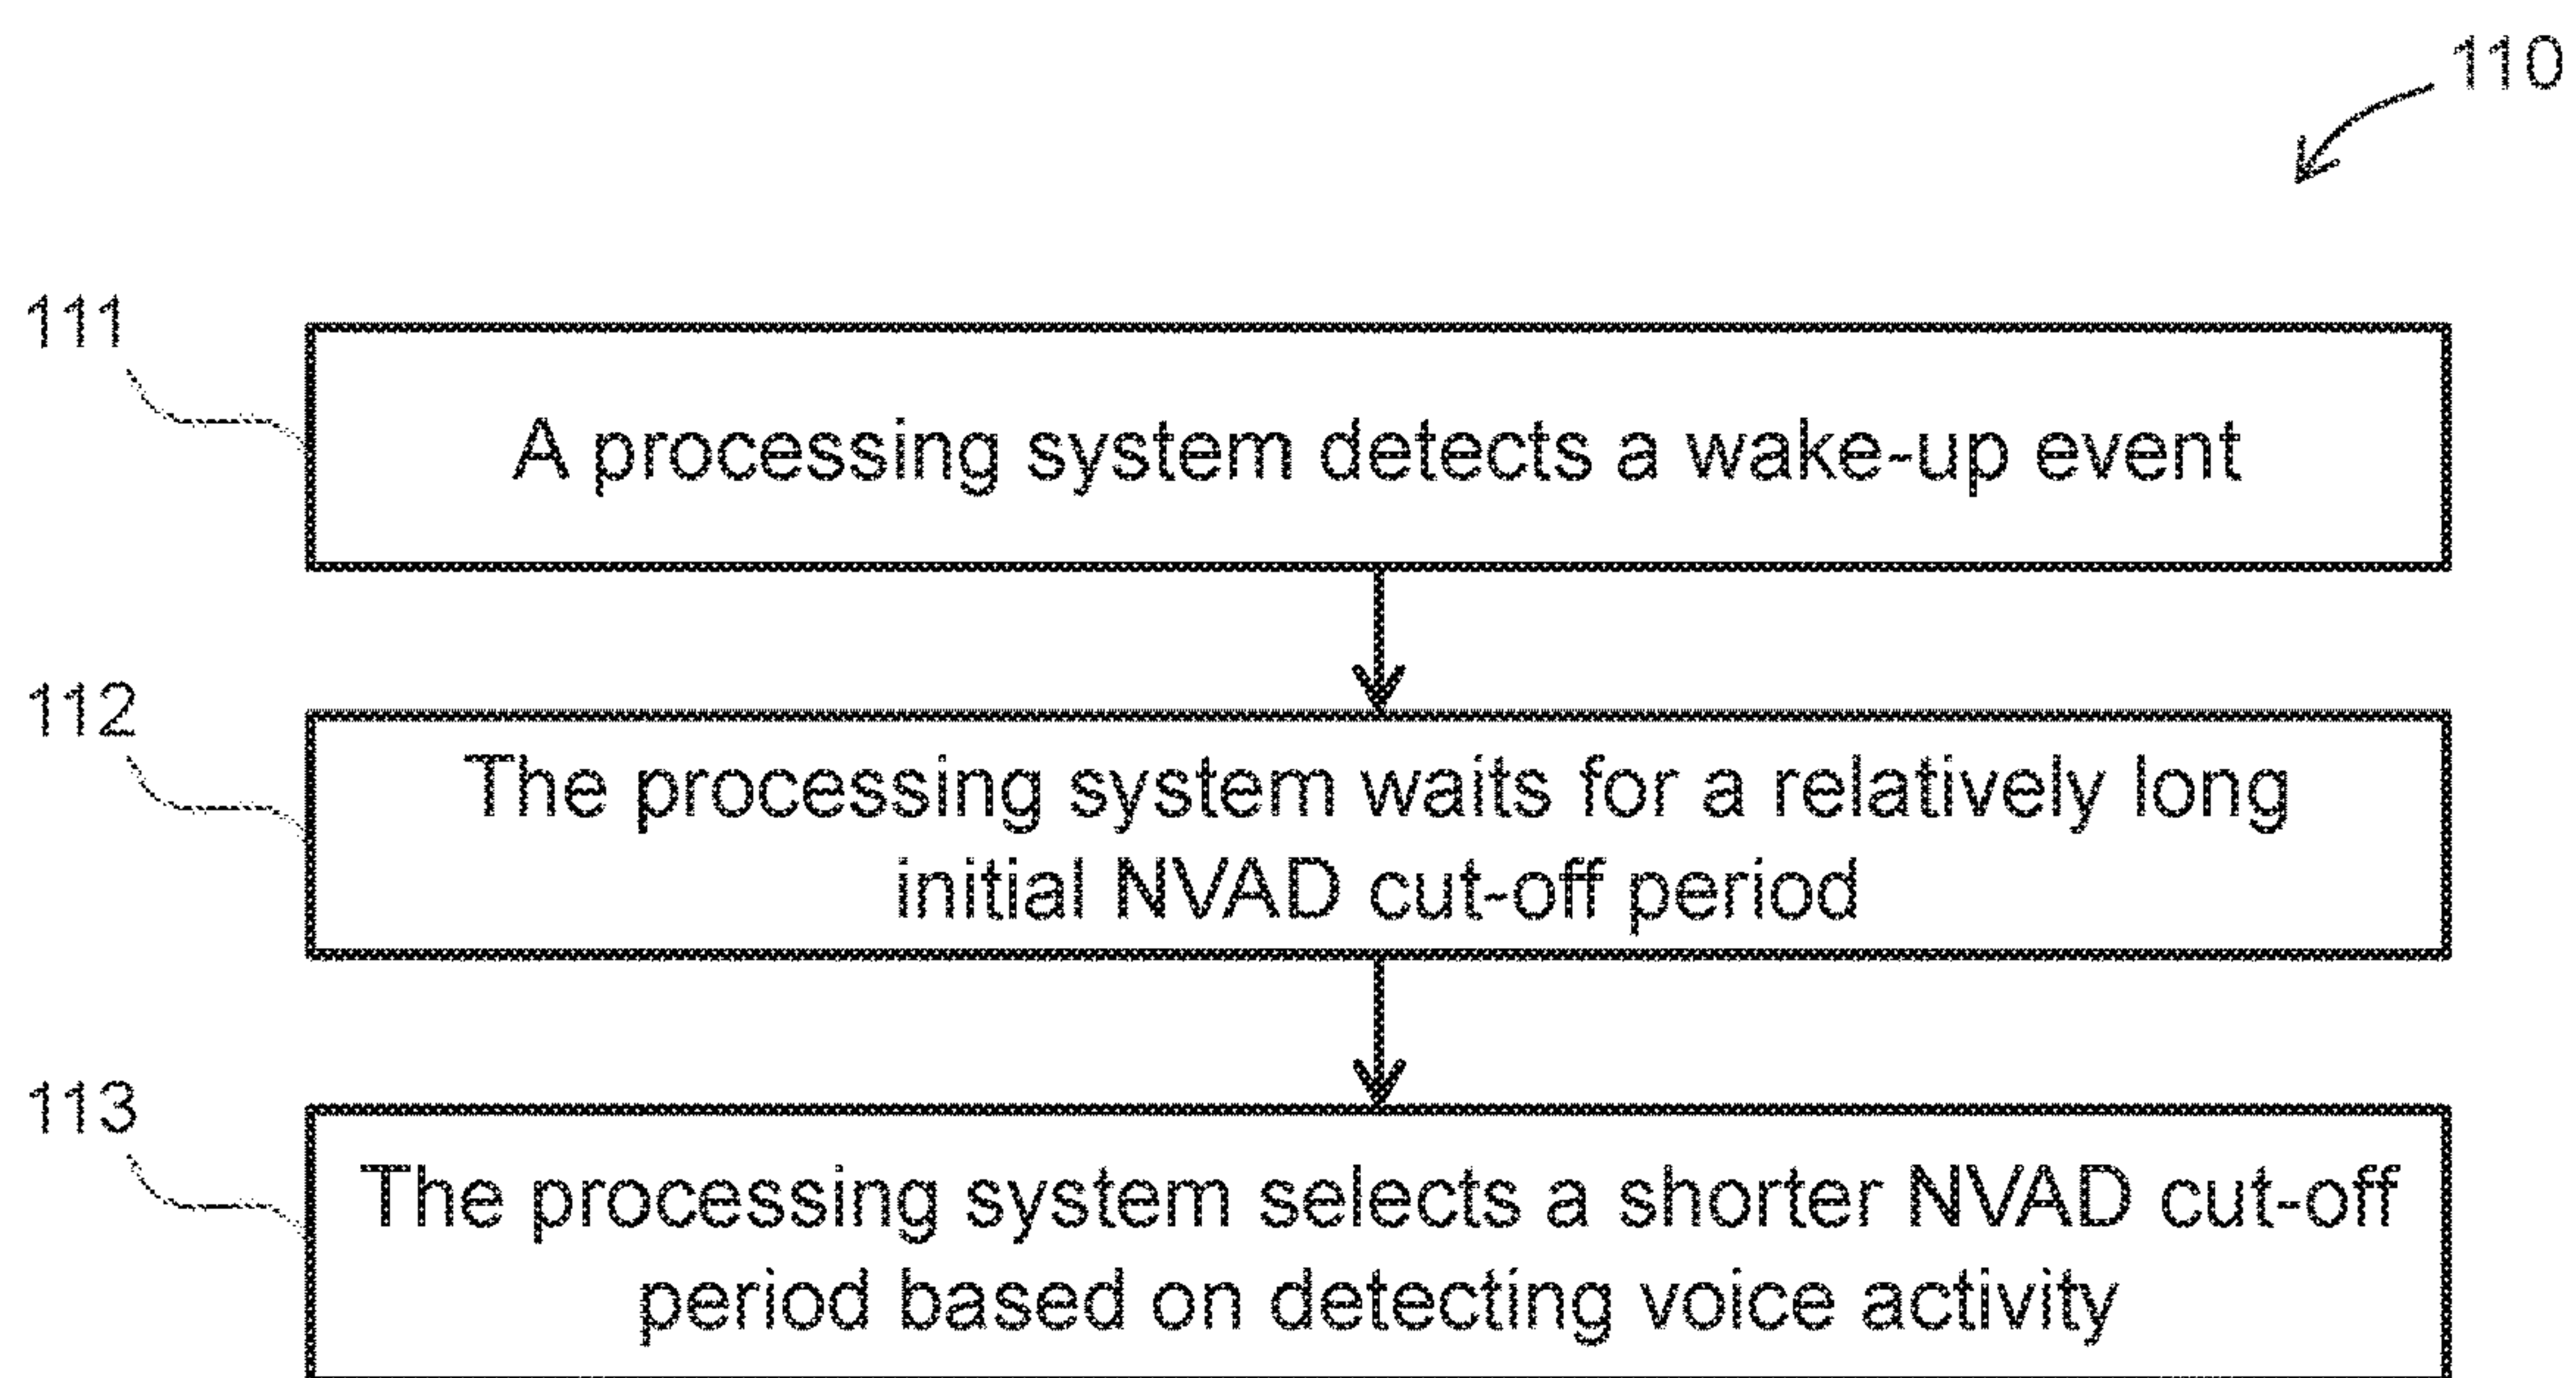 110
111
A processing system detects a wake-up event
112
The processing system waits for a relatively long
initial NVAD cut-off period
113
The processing system selects a shorter NVAD cut-off
period based on detecting voice activity